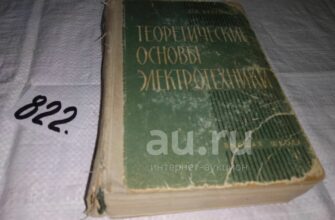 ТЕОРЕТИЧЕСКИЕ
ОСНОВЫ
ЭЛЕКТРОТЕХНИКИ
822.
au.ru
интернет-аукцион